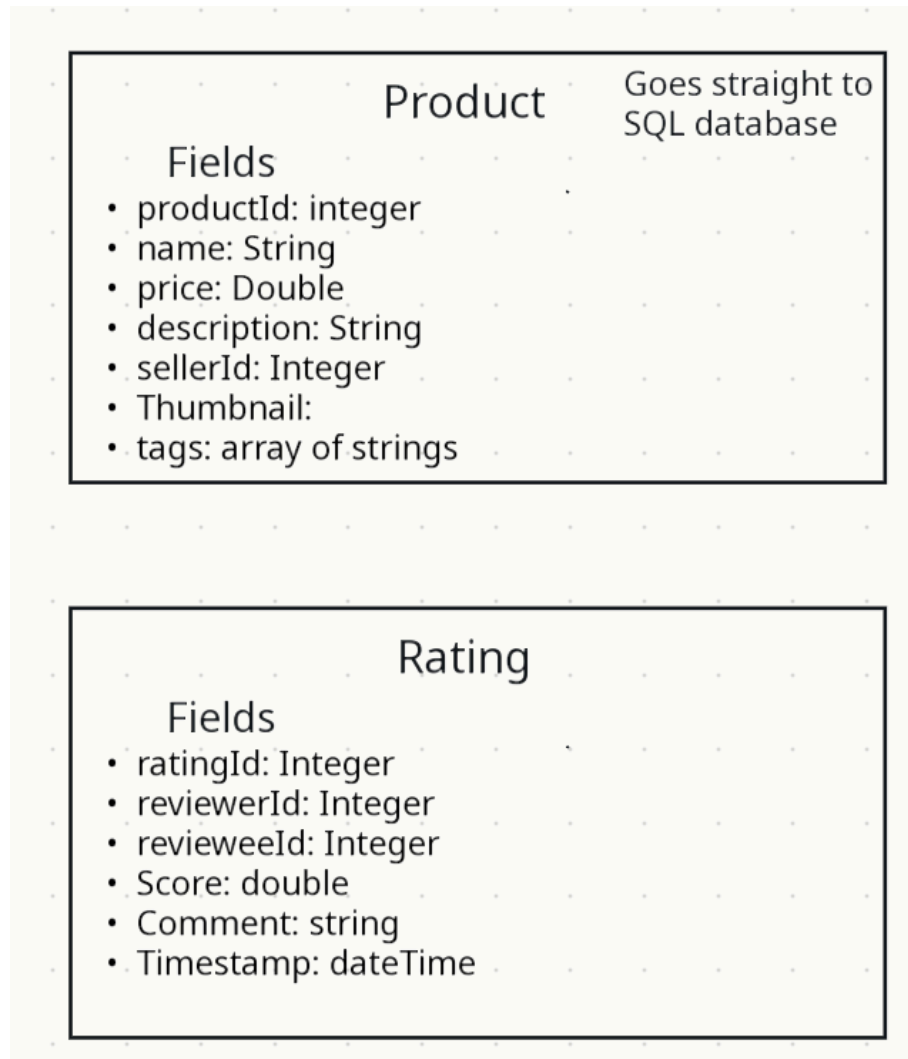 Product
Goes straight to
SQL database
Fields
• productId: integer
• name: String
• price: Double
• description: String
• sellerId: Integer
• Thumbnail:
• tags: array of strings
Rating
Fields
• ratingId: Integer
• reviewerId: Integer
• revieweeId: Integer
• Score: double
• Comment: string
• Timestamp: dateTime